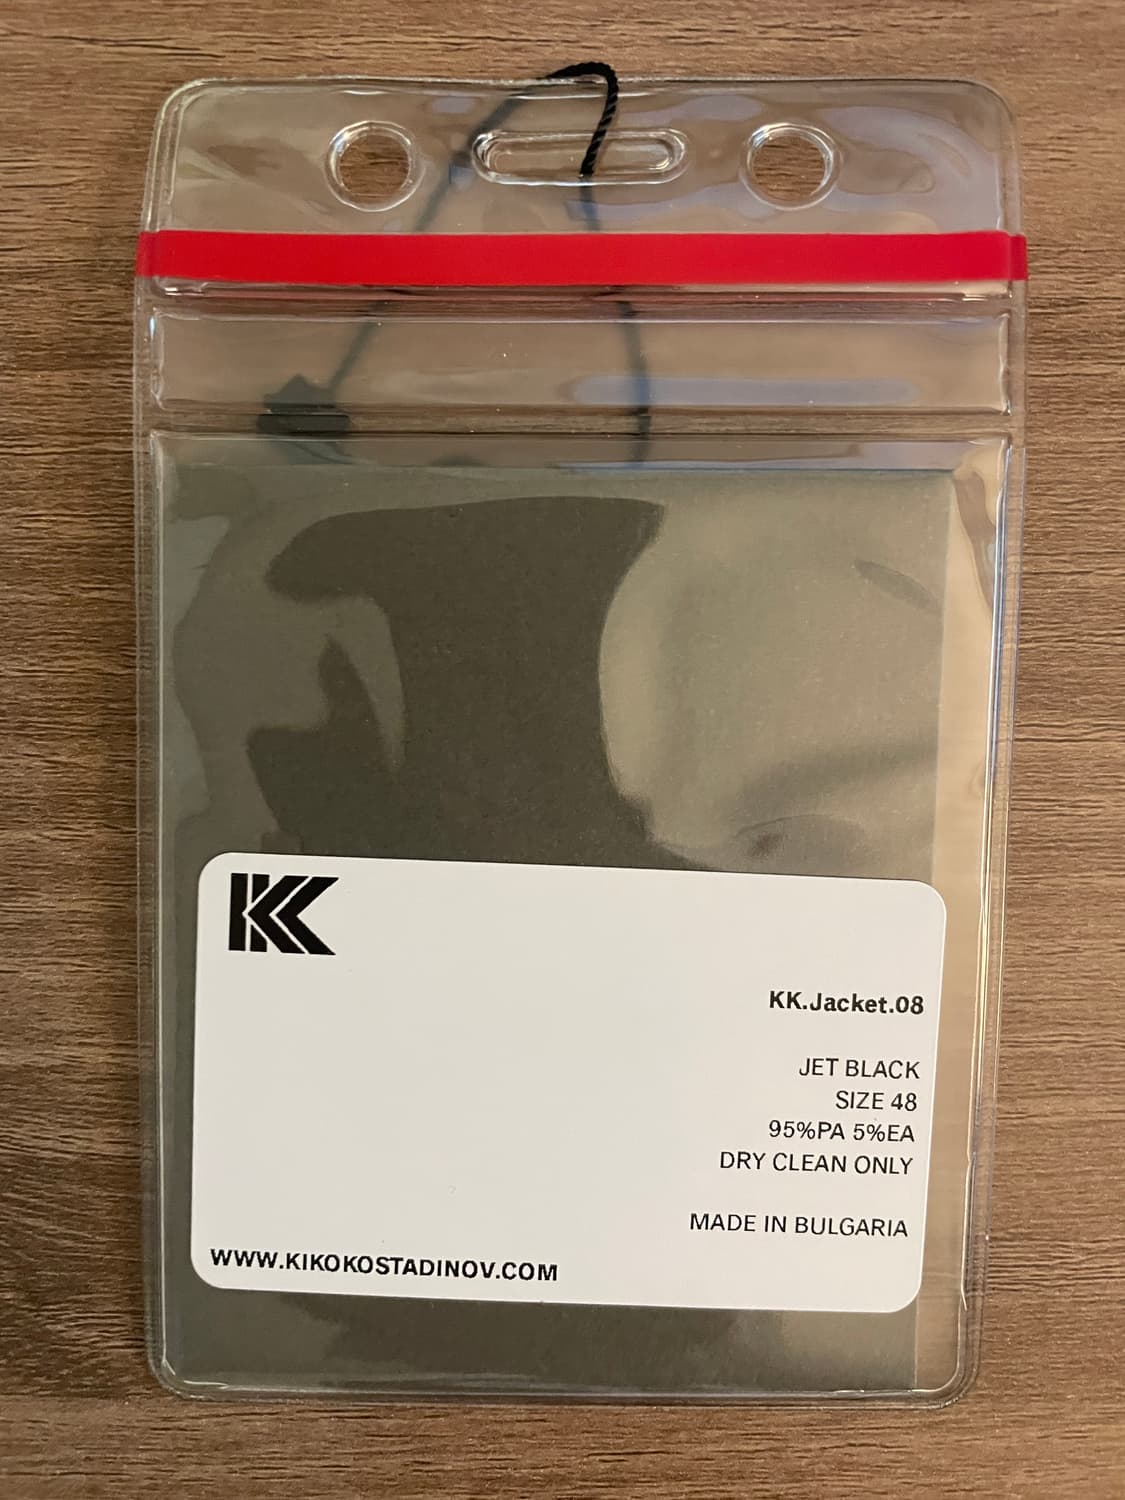 KK
KK.Jacket.08
JET BLACK
SIZE 48
95%PA 5%EA
DRY CLEAN ONLY
MADE IN BULGARIA
WWW.KIKOKOSTADINOV.COM